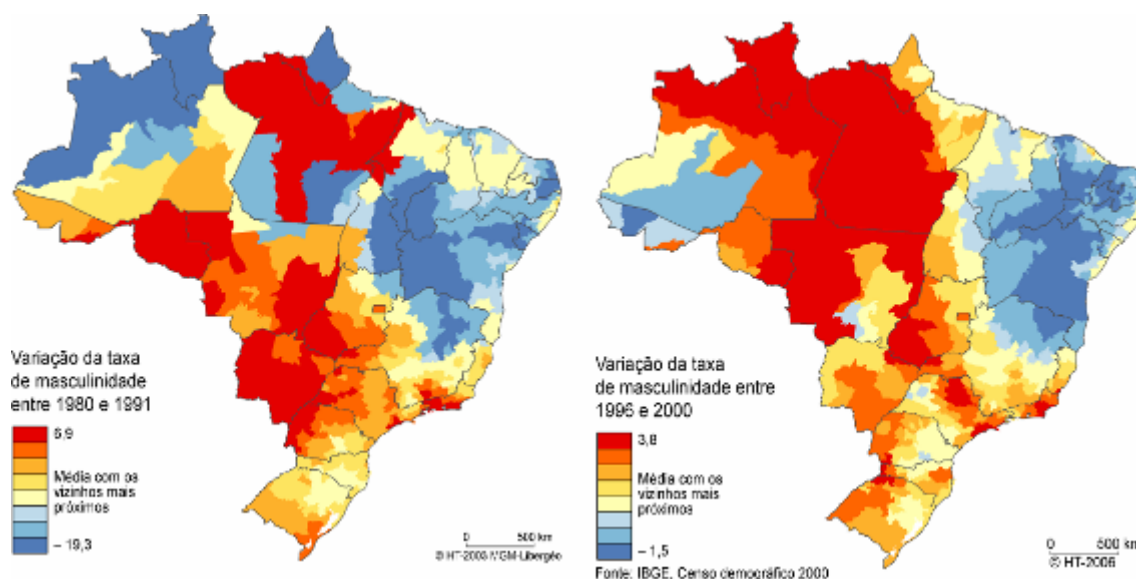 Variação da taxa
de masculinidade
entre 1980 e 1991
6,9
Média com os
vizinhos mais
próximos
– 19,3
0 500 km
© HT-2003 MGM-Libergéo
Variação da taxa
de masculinidade entre
1996 e 2000
3,8
Média com os
vizinhos mais
próximos
– 1,5
0 500 km
© HT-2006
Fonte: IBGE, Censo demográfico 2000